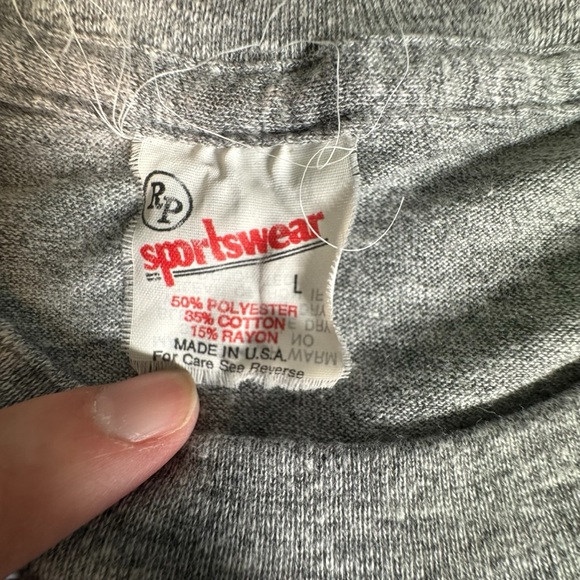 RP
sportswear
L
50% POLYESTER
35% COTTON
15% RAYON
MADE IN U.S.A.
For Care See Reverse